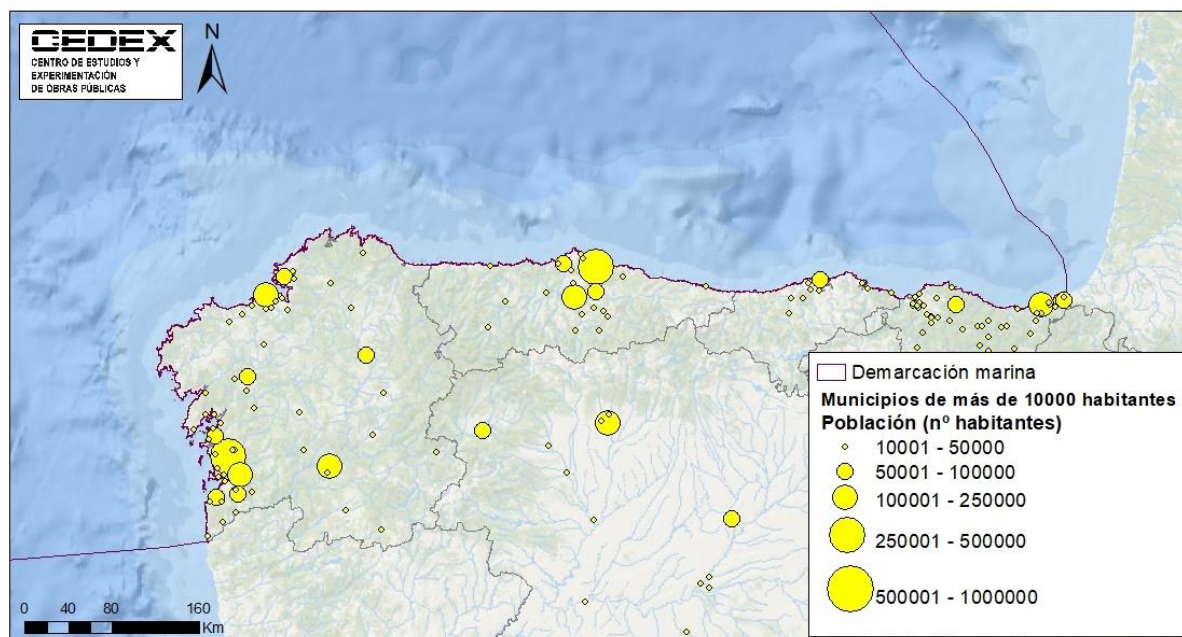 CEDEX
CENTRO DE ESTUDIOS Y
EXPERIMENTACIÓN
DE OBRAS PÚBLICAS
N
Demarcación marina
Municipios de más de 10000 habitantes
Población (nº habitantes)
10001 - 50000
50001 - 100000
100001 - 250000
250001 - 500000
500001 - 1000000
0 40 80 160
Km